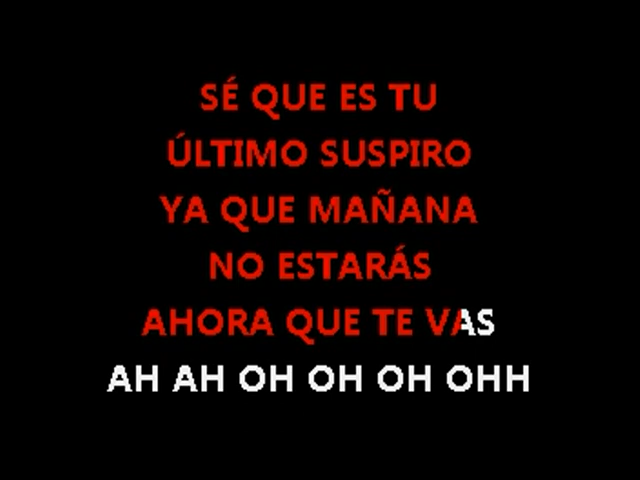 SÉ QUE ES TU
ÚLTIMO SUSPIRO
YA QUE MAÑANA
NO ESTARÁS
AHORA QUE TE VAS
AH AH OH OH OH OHH